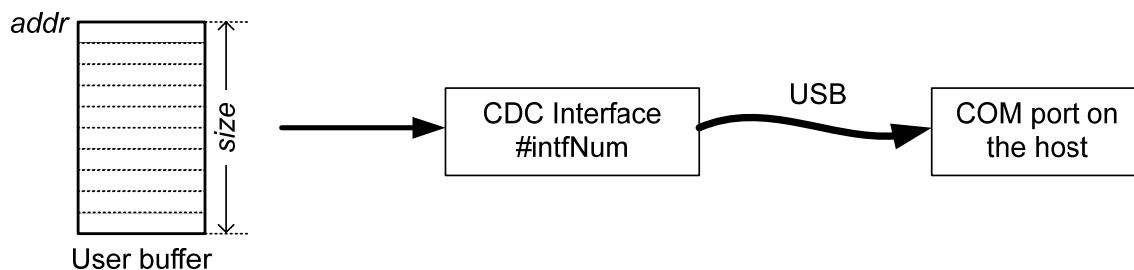 addr
size
User buffer
CDC Interface
#intfNum
USB
COM port on
the host